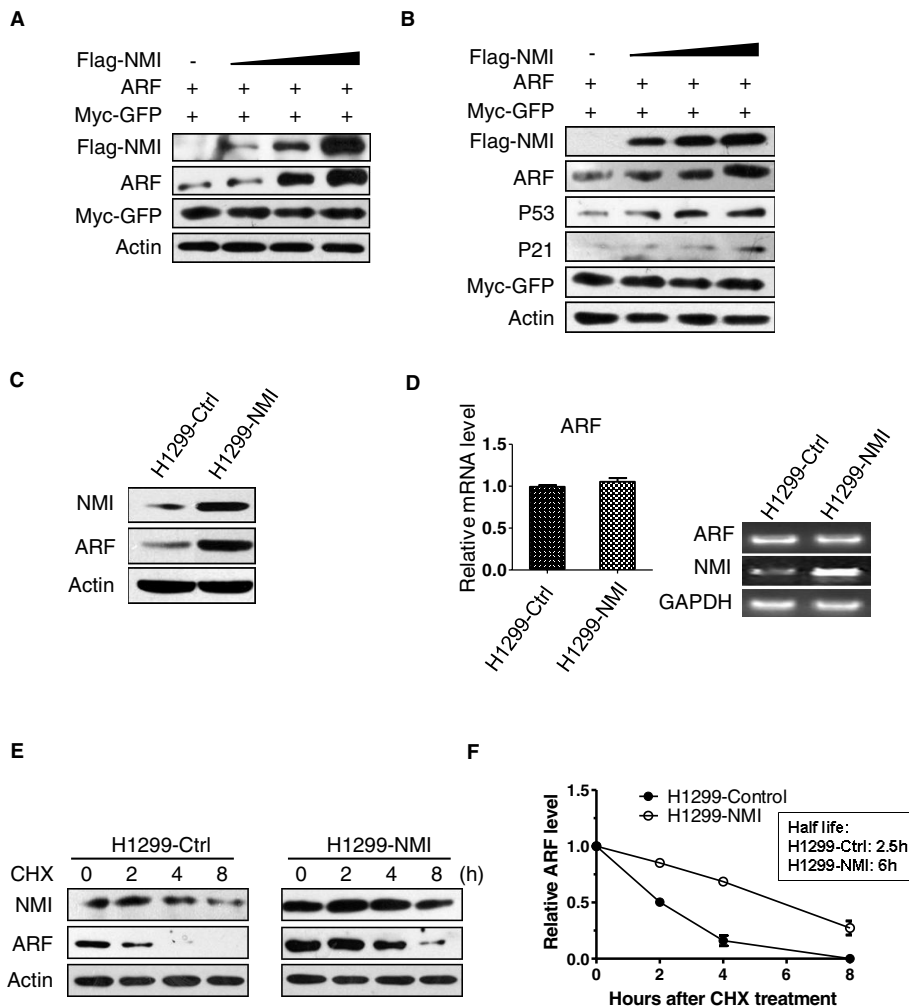 A
Flag-NMI -
ARF + + + +
Myc-GFP + + + +
Flag-NMI
ARF
Myc-GFP
Actin
B
Flag-NMI -
ARF + + + +
Myc-GFP + + + +
Flag-NMI
ARF
P53
P21
Myc-GFP
Actin
C
H1299-Ctrl
H1299-NMI
NMI
ARF
Actin
D
ARF
Relative mRNA level
1.5
1.0
0.5
0.0
H1299-Ctrl
H1299-NMI
H1299-Ctrl
H1299-NMI
ARF
NMI
GAPDH
E
H1299-Ctrl
H1299-NMI
CHX 0 2 4 8 0 2 4 8 (h)
NMI
ARF
Actin
F
Relative ARF level
1.5
1.0
0.5
0
H1299-Control
H1299-NMI
Half life:
H1299-Ctrl: 2.5h
H1299-NMI: 6h
0 2 4 6 8
Hours after CHX treatment